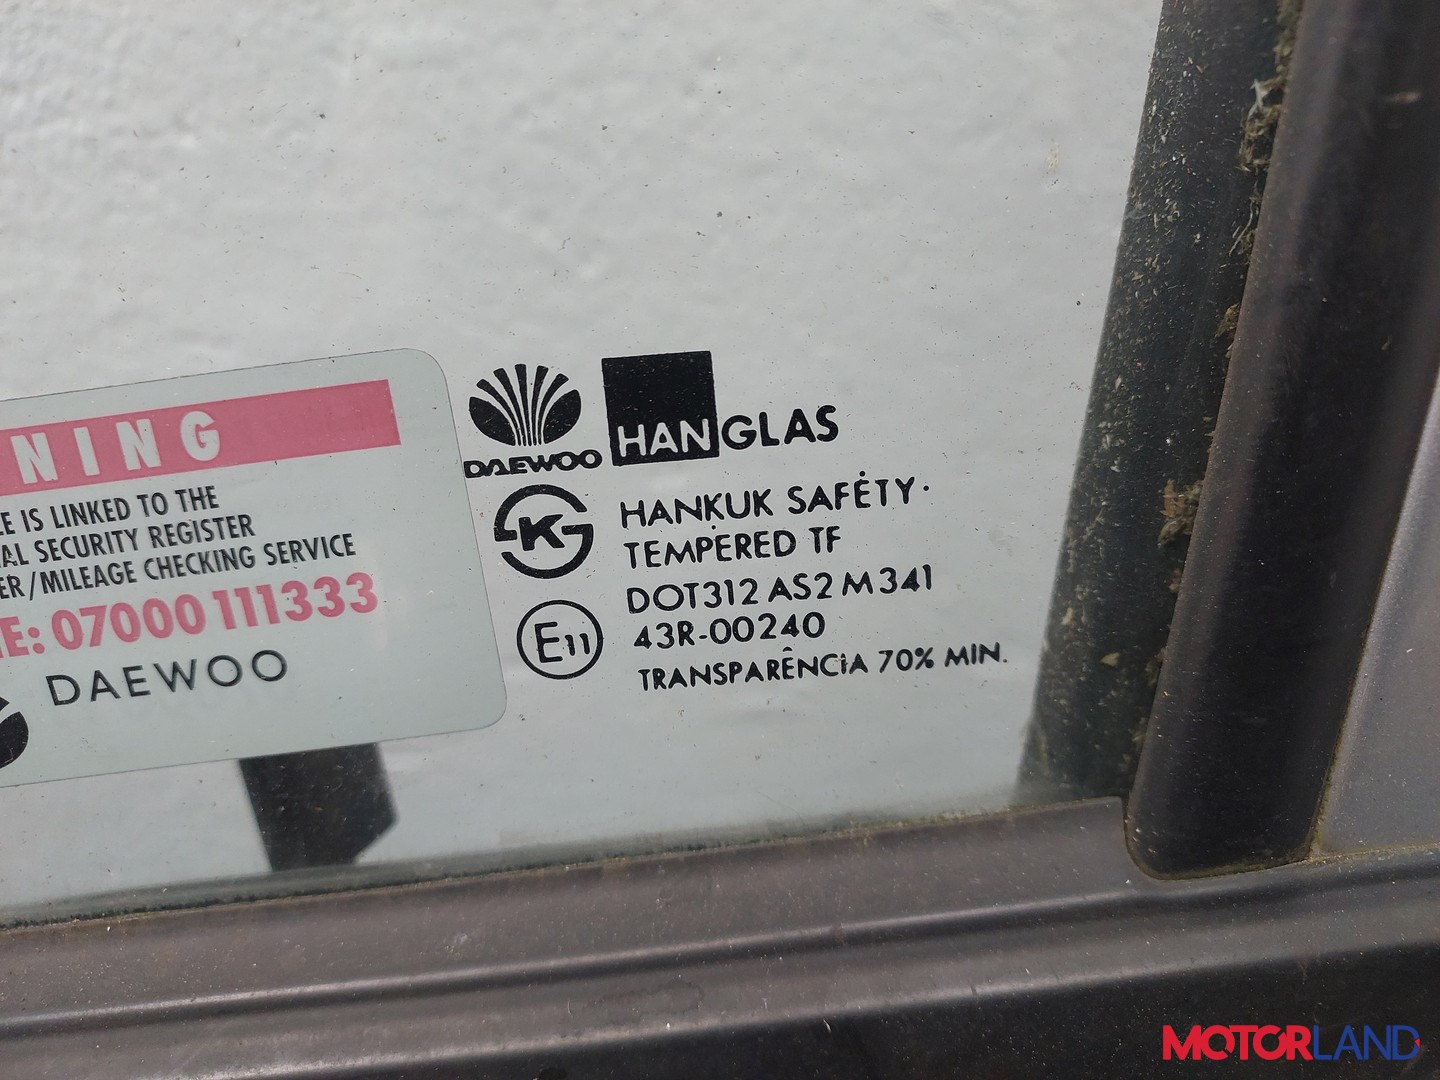 NING
E IS LINKED TO THE
AL SECURITY REGISTER
ER/MILEAGE CHECKING SERVICE
E: 07000 111333
DAEWOO
DAEWOO
HANGLAS
K
HANKUK SAFETY.
TEMPERED TF
DOT312 AS2 M341
E11
43R-00240
TRANSPARÊNCIA 70% MIN.
MOTORLAND